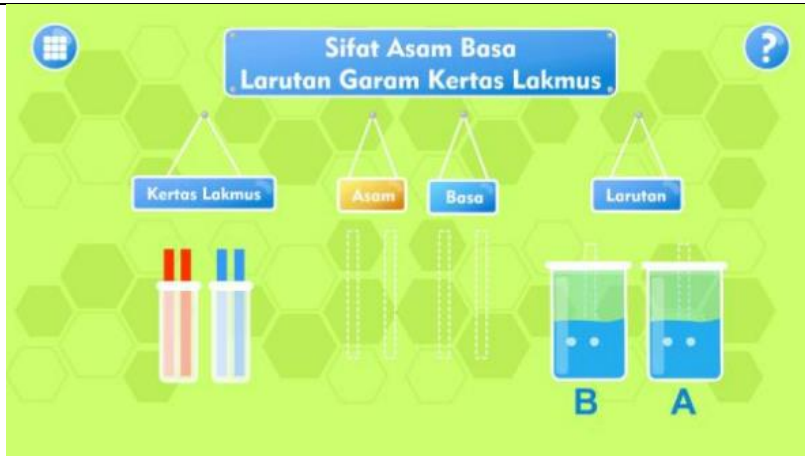 Sifat Asam Basa
Larutan Garam Kertas Lakmus
?
Kertas Lakmus
Asam
Basa
Larutan
B
A